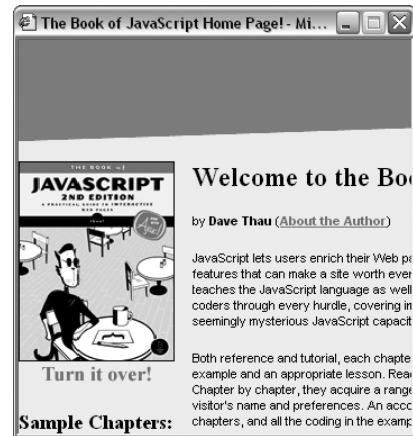 The Book of JavaScript Home Page! - Mi...
THE BOOK of
JAVASCRIPT
2ND EDITION
A PRACTICAL GUIDE TO INTERACTIVE
WEB PAGES
Turn it over!
Sample Chapters:
Welcome to the Boo
by Dave Thau (About the Author)
JavaScript lets users enrich their Web pa
features that can make a site worth ever
teaches the JavaScript language as well
coders through every hurdle, covering in
seemingly mysterious JavaScript capacit
Both reference and tutorial, each chapte
example and an appropriate lesson. Rea
Chapter by chapter, they acquire a range
visitor's name and preferences. An acco
chapters, and all the coding in the examp